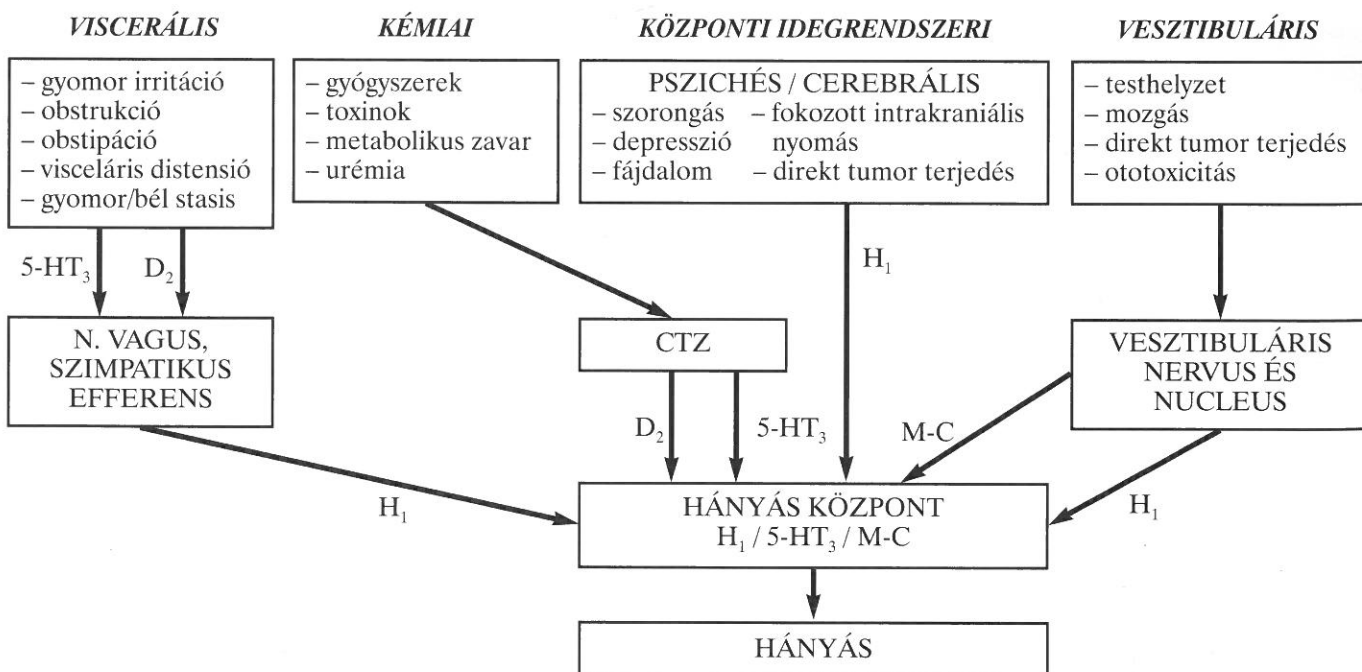 VISCERÁLIS
– gyomor irritáció
– obstrukció
– obstipáció
– visceláris distensió
– gyomor/bél stasis
KÉMIAI
– gyógyszerek
– toxinok
– metabolikus zavar
– urémia
KÖZPONTI IDEGRENDSZERI
PSZICHÉS / CEREBRÁLIS
– szorongás – fokozott intrakraniális
– depresszió nyomás
– fájdalom – direkt tumor terjedés
VESZTIBULÁRIS
– testhelyzet
– mozgás
– direkt tumor terjedés
– ototoxicitás
5-HT₃ D₂
H₁
N. VAGUS,
SZIMPATIKUS
EFFERENS
CTZ
VESZTIBULÁRIS
NERVUS ÉS
NUCLEUS
D₂ 5-HT₃ M-C
H₁ H₁
HÁNYÁS KÖZPONT
H₁ / 5-HT₃ / M-C
HÁNYÁS